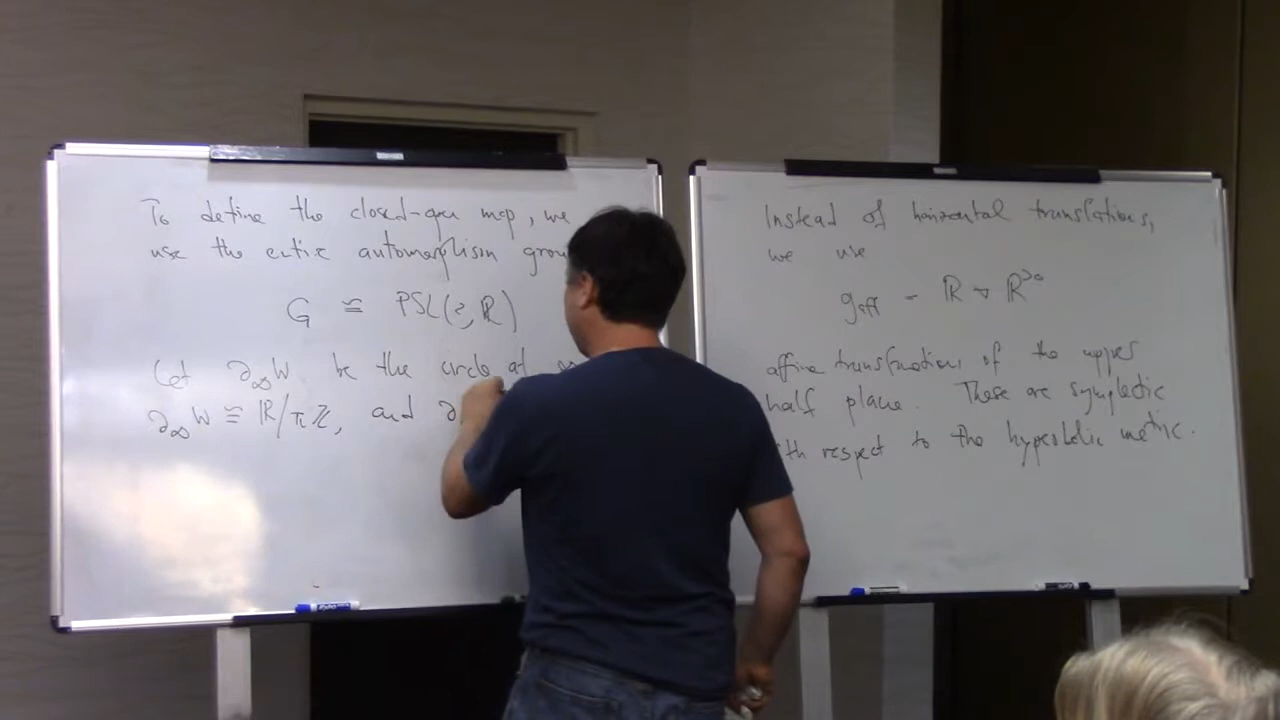 To define the closed-open map, we
use the entire automorphism grou
G ≅ PSL(2, ℝ)
Let ∂∞W be the circle at ∞
∂∞W ≅ ℝ/πℤ, and ∂
Instead of horizontal translations,
we use
g_aff = ℝ ⋊ ℝ^>0
affine transformations of the upper
half plane. These are symplectic
th respect to the hyperbolic metric.